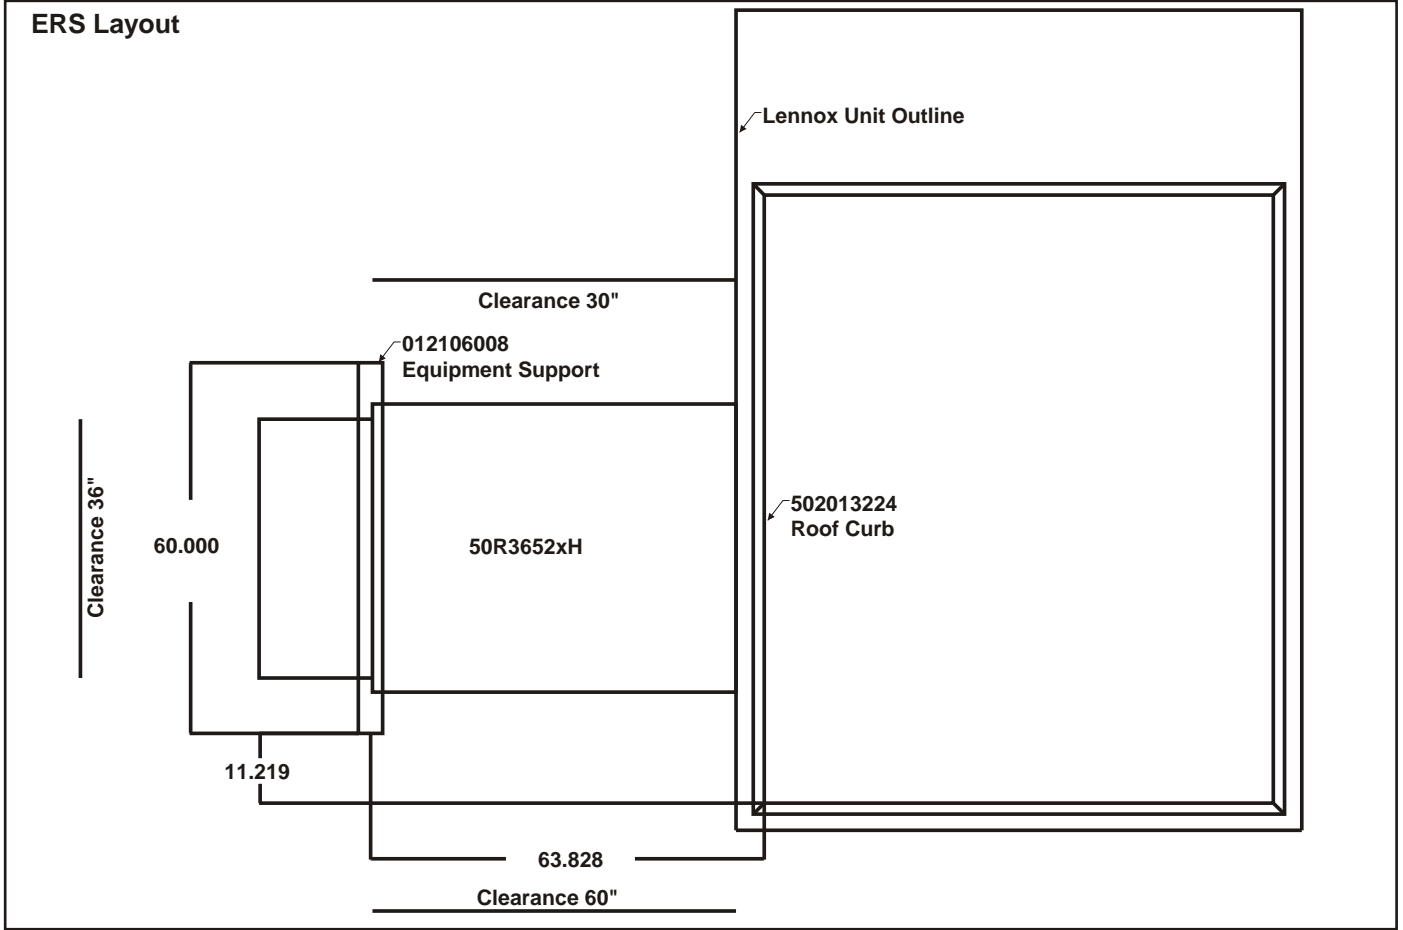 ERS Layout
Lennox Unit Outline
Clearance 30"
012106008
Equipment Support
Clearance 36"
60.000
50R3652xH
502013224
Roof Curb
11.219
63.828
Clearance 60"